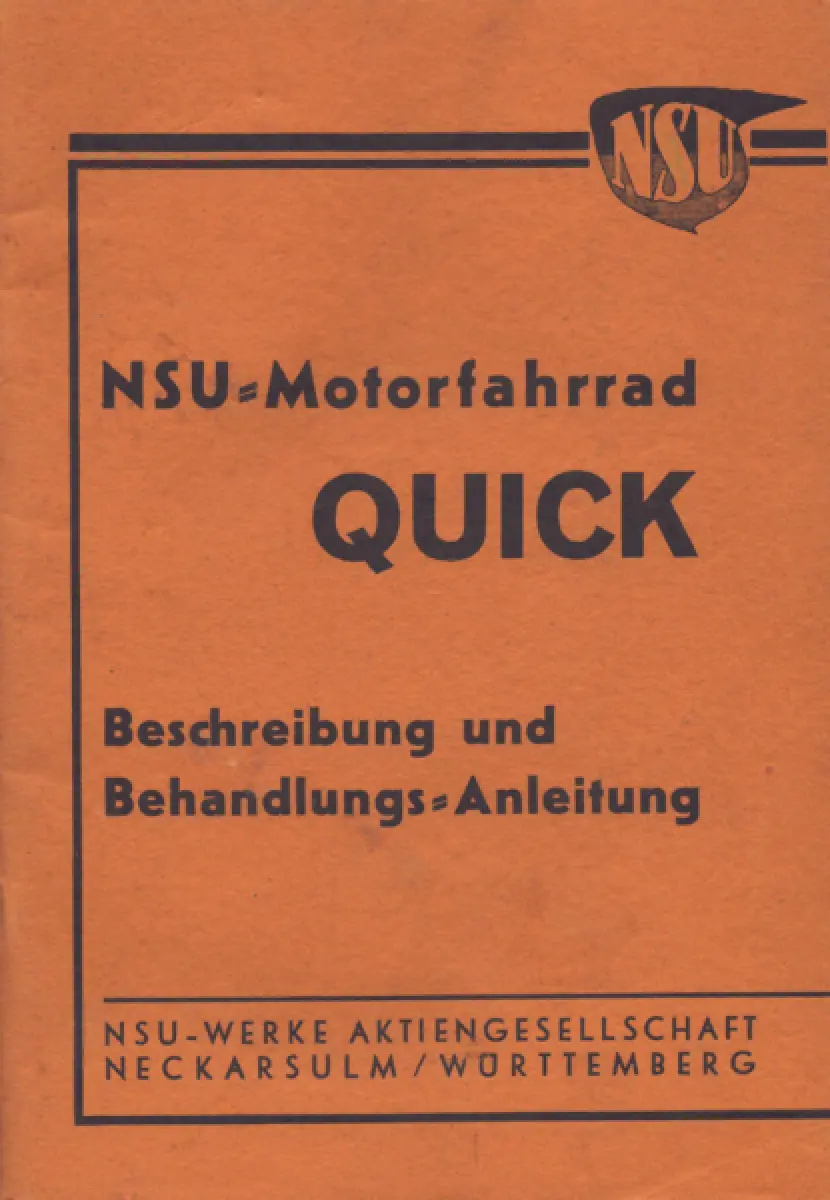 NSU
NSU=Motorfahrrad
QUICK
Beschreibung und
Behandlungs=Anleitung
NSU-WERKE AKTIENGESELLSCHAFT
NECKARSULM/WÜRTTEMBERG